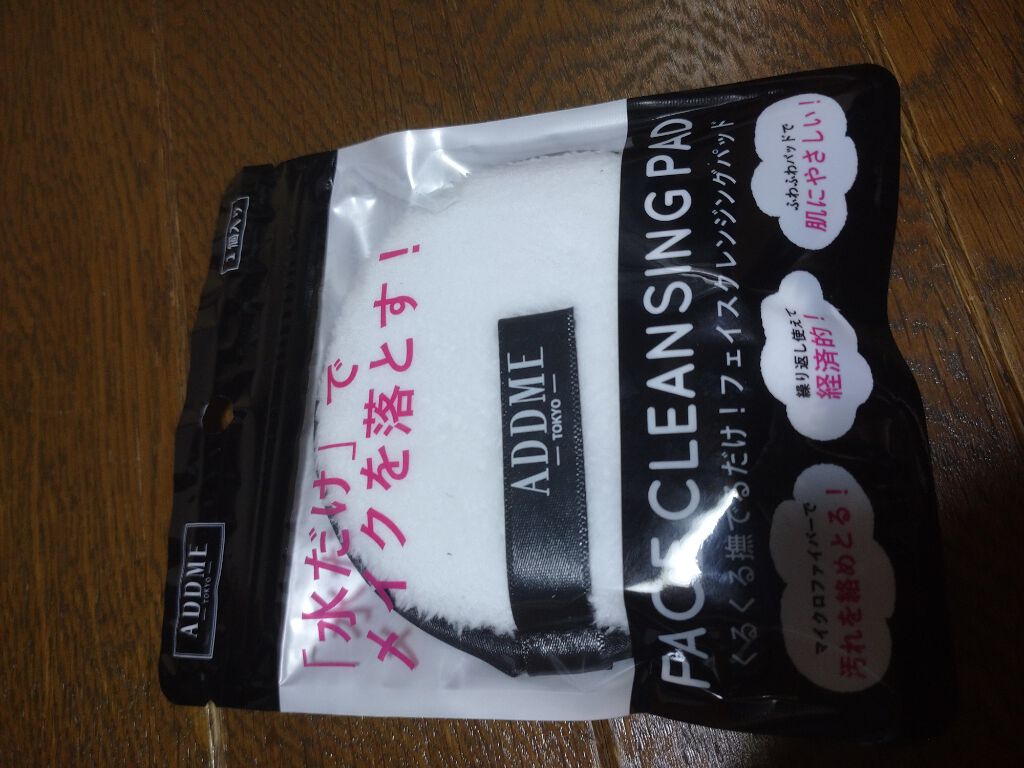 ADDME
TOKYO
1個入り
「水だけ」で
メイクを落とす！
ADDME
TOKYO
FACE CLEANSING PAD
くるくる撫でるだけ！フェイスクレンジングパッド
マイクロファイバーで
汚れを絡めとる！
繰り返し使えて
経済的！
ふわふわパッドで
肌にやさしい！